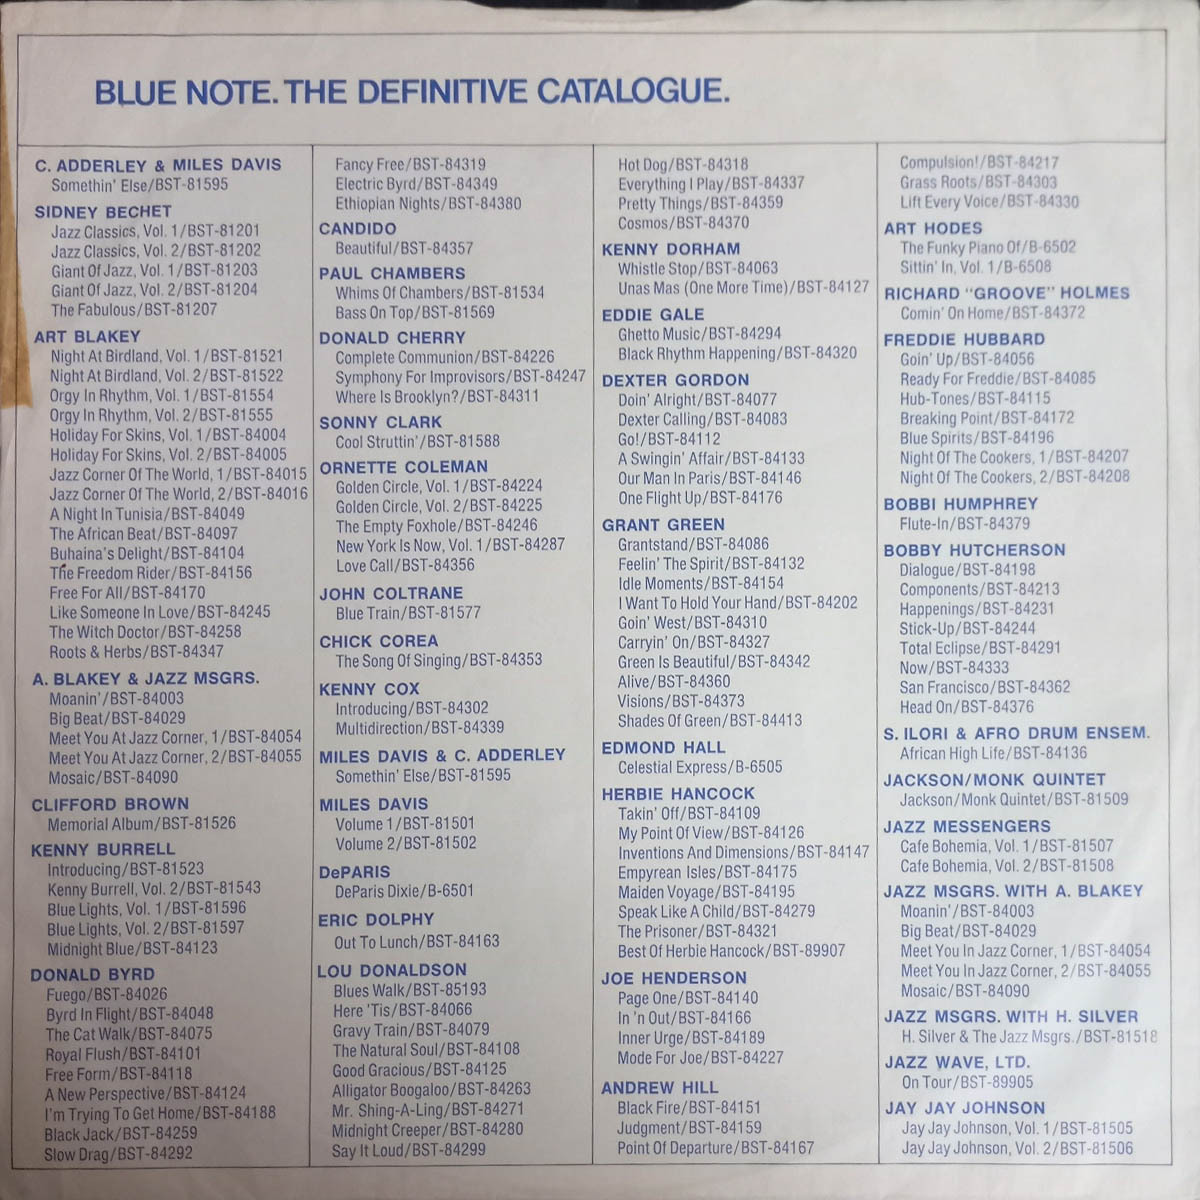 BLUE NOTE. THE DEFINITIVE CATALOGUE.
C. ADDERLEY & MILES DAVIS
Somethin' Else/BST-81595
SIDNEY BECHET
Jazz Classics, Vol. 1/BST-81201
Jazz Classics, Vol. 2/BST-81202
Giant Of Jazz, Vol. 1/BST-81203
Giant Of Jazz, Vol. 2/BST-81204
The Fabulous/BST-81207
ART BLAKEY
Night At Birdland, Vol. 1/BST-81521
Night At Birdland, Vol. 2/BST-81522
Orgy In Rhythm, Vol. 1/BST-81554
Orgy In Rhythm, Vol. 2/BST-81555
Holiday For Skins, Vol. 1/BST-84004
Holiday For Skins, Vol. 2/BST-84005
Jazz Corner Of The World, 1/BST-84015
Jazz Corner Of The World, 2/BST-84016
A Night In Tunisia/BST-84049
The African Beat/BST-84097
Buhaina's Delight/BST-84104
The Freedom Rider/BST-84156
Free For All/BST-84170
Like Someone In Love/BST-84245
The Witch Doctor/BST-84258
Roots & Herbs/BST-84347
A. BLAKEY & JAZZ MSGRS.
Moanin'/BST-84003
Big Beat/BST-84029
Meet You At Jazz Corner, 1/BST-84054
Meet You At Jazz Corner, 2/BST-84055
Mosaic/BST-84090
CLIFFORD BROWN
Memorial Album/BST-81526
KENNY BURRELL
Introducing/BST-81523
Kenny Burrell, Vol. 2/BST-81543
Blue Lights, Vol. 1/BST-81596
Blue Lights, Vol. 2/BST-81597
Midnight Blue/BST-84123
DONALD BYRD
Fuego/BST-84026
Byrd In Flight/BST-84048
The Cat Walk/BST-84075
Royal Flush/BST-84101
Free Form/BST-84118
A New Perspective/BST-84124
I'm Trying To Get Home/BST-84188
Black Jack/BST-84259
Slow Drag/BST-84292
Fancy Free/BST-84319
Electric Byrd/BST-84349
Ethiopian Nights/BST-84380
CANDIDO
Beautiful/BST-84357
PAUL CHAMBERS
Whims Of Chambers/BST-81534
Bass On Top/BST-81569
DONALD CHERRY
Complete Communion/BST-84226
Symphony For Improvisors/BST-84247
Where Is Brooklyn?/BST-84311
SONNY CLARK
Cool Struttin'/BST-81588
ORNETTE COLEMAN
Golden Circle, Vol. 1/BST-84224
Golden Circle, Vol. 2/BST-84225
The Empty Foxhole/BST-84246
New York Is Now, Vol. 1/BST-84287
Love Call/BST-84356
JOHN COLTRANE
Blue Train/BST-81577
CHICK COREA
The Song Of Singing/BST-84353
KENNY COX
Introducing/BST-84302
Multidirection/BST-84339
MILES DAVIS & C. ADDERLEY
Somethin' Else/BST-81595
MILES DAVIS
Volume 1/BST-81501
Volume 2/BST-81502
DePARIS
DeParis Dixie/B-6501
ERIC DOLPHY
Out To Lunch/BST-84163
LOU DONALDSON
Blues Walk/BST-85193
Here 'Tis/BST-84066
Gravy Train/BST-84079
The Natural Soul/BST-84108
Good Gracious/BST-84125
Alligator Boogaloo/BST-84263
Mr. Shing-A-Ling/BST-84271
Midnight Creeper/BST-84280
Say It Loud/BST-84299
Hot Dog/BST-84318
Everything I Play/BST-84337
Pretty Things/BST-84359
Cosmos/BST-84370
KENNY DORHAM
Whistle Stop/BST-84063
Unas Mas (One More Time)/BST-84127
EDDIE GALE
Ghetto Music/BST-84294
Black Rhythm Happening/BST-84320
DEXTER GORDON
Doin' Alright/BST-84077
Dexter Calling/BST-84083
Go!/BST-84112
A Swingin' Affair/BST-84133
Our Man In Paris/BST-84146
One Flight Up/BST-84176
GRANT GREEN
Grantstand/BST-84086
Feelin' The Spirit/BST-84132
Idle Moments/BST-84154
I Want To Hold Your Hand/BST-84202
Goin' West/BST-84310
Carryin' On/BST-84327
Green Is Beautiful/BST-84342
Alive/BST-84360
Visions/BST-84373
Shades Of Green/BST-84413
EDMOND HALL
Celestial Express/B-6505
HERBIE HANCOCK
Takin' Off/BST-84109
My Point Of View/BST-84126
Inventions And Dimensions/BST-84147
Empyrean Isles/BST-84175
Maiden Voyage/BST-84195
Speak Like A Child/BST-84279
The Prisoner/BST-84321
Best Of Herbie Hancock/BST-89907
JOE HENDERSON
Page One/BST-84140
In 'n Out/BST-84166
Inner Urge/BST-84189
Mode For Joe/BST-84227
ANDREW HILL
Black Fire/BST-84151
Judgment/BST-84159
Point Of Departure/BST-84167
Compulsion!/BST-84217
Grass Roots/BST-84303
Lift Every Voice/BST-84330
ART HODES
The Funky Piano Of/B-6502
Sittin' In, Vol. 1/B-6508
RICHARD "GROOVE" HOLMES
Comin' On Home/BST-84372
FREDDIE HUBBARD
Goin' Up/BST-84056
Ready For Freddie/BST-84085
Hub-Tones/BST-84115
Breaking Point/BST-84172
Blue Spirits/BST-84196
Night Of The Cookers, 1/BST-84207
Night Of The Cookers, 2/BST-84208
BOBBI HUMPHREY
Flute-In/BST-84379
BOBBY HUTCHERSON
Dialogue/BST-84198
Components/BST-84213
Happenings/BST-84231
Stick-Up/BST-84244
Total Eclipse/BST-84291
Now/BST-84333
San Francisco/BST-84362
Head On/BST-84376
S. ILORI & AFRO DRUM ENSEM.
African High Life/BST-84136
JACKSON/MONK QUINTET
Jackson/Monk Quintet/BST-81509
JAZZ MESSENGERS
Cafe Bohemia, Vol. 1/BST-81507
Cafe Bohemia, Vol. 2/BST-81508
JAZZ MSGRS. WITH A. BLAKEY
Moanin'/BST-84003
Big Beat/BST-84029
Meet You In Jazz Corner, 1/BST-84054
Meet You In Jazz Corner, 2/BST-84055
Mosaic/BST-84090
JAZZ MSGRS. WITH H. SILVER
H. Silver & The Jazz Msgrs./BST-81518
JAZZ WAVE, LTD.
On Tour/BST-89905
JAY JAY JOHNSON
Jay Jay Johnson, Vol. 1/BST-81505
Jay Jay Johnson, Vol. 2/BST-81506